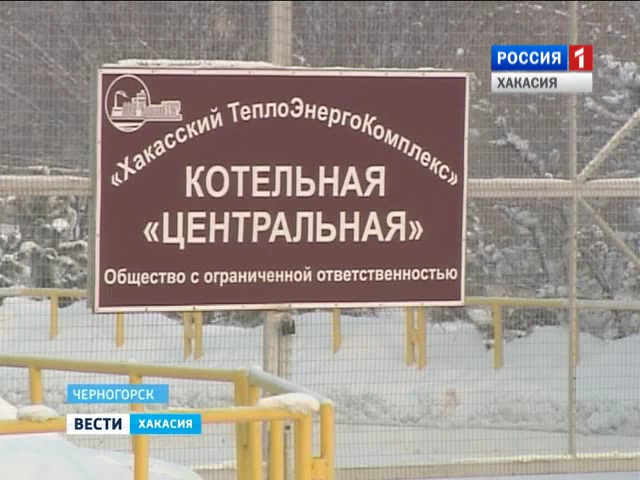 РОССИЯ 1
ХАКАСИЯ
«Хакасский ТеплоЭнергоКомплекс»
КОТЕЛЬНАЯ
«ЦЕНТРАЛЬНАЯ»
Общество с ограниченной ответственностью
ЧЕРНОГОРСК
ВЕСТИ ХАКАСИЯ